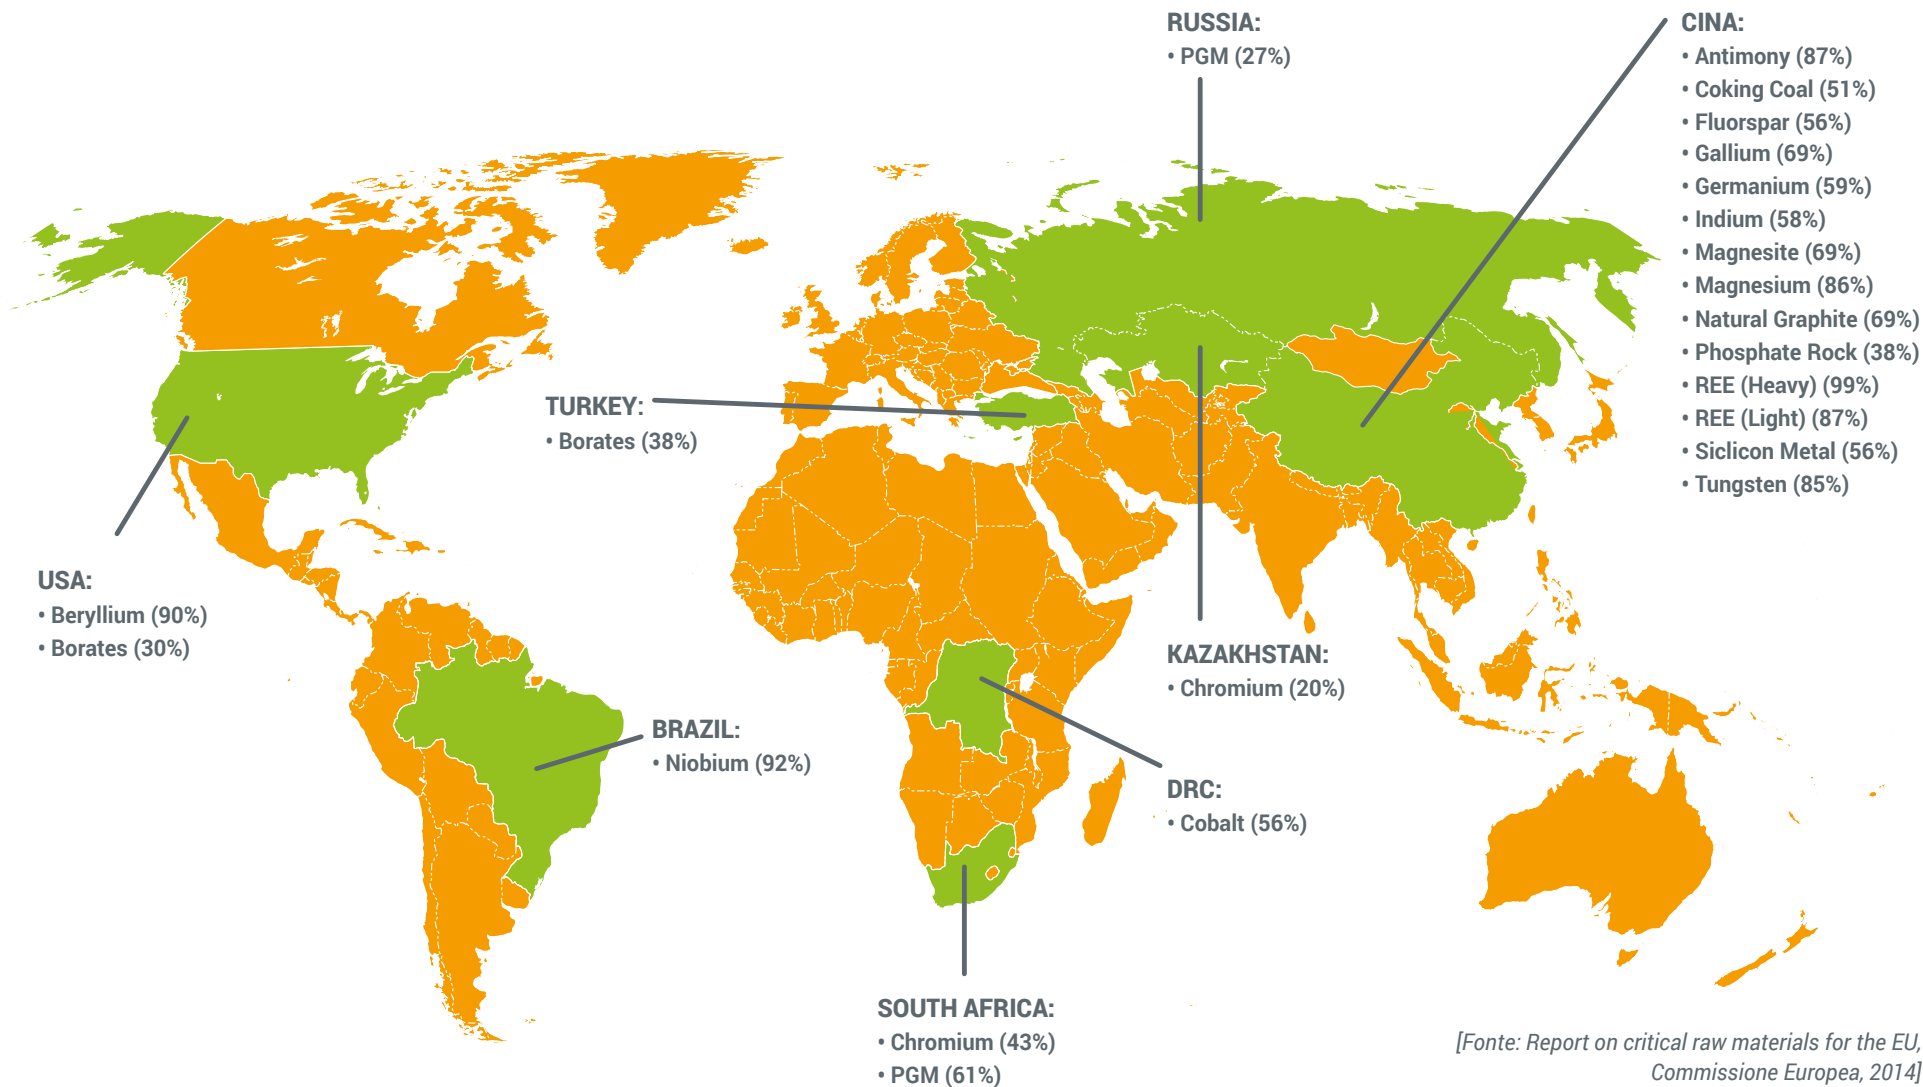 RUSSIA:
• PGM (27%)
CINA:
• Antimony (87%)
• Coking Coal (51%)
• Fluorspar (56%)
• Gallium (69%)
• Germanium (59%)
• Indium (58%)
• Magnesite (69%)
• Magnesium (86%)
• Natural Graphite (69%)
• Phosphate Rock (38%)
• REE (Heavy) (99%)
• REE (Light) (87%)
• Siclicon Metal (56%)
• Tungsten (85%)
TURKEY:
• Borates (38%)
USA:
• Beryllium (90%)
• Borates (30%)
KAZAKHSTAN:
• Chromium (20%)
BRAZIL:
• Niobium (92%)
DRC:
• Cobalt (56%)
SOUTH AFRICA:
• Chromium (43%)
• PGM (61%)
[Fonte: Report on critical raw materials for the EU,
Commissione Europea, 2014]